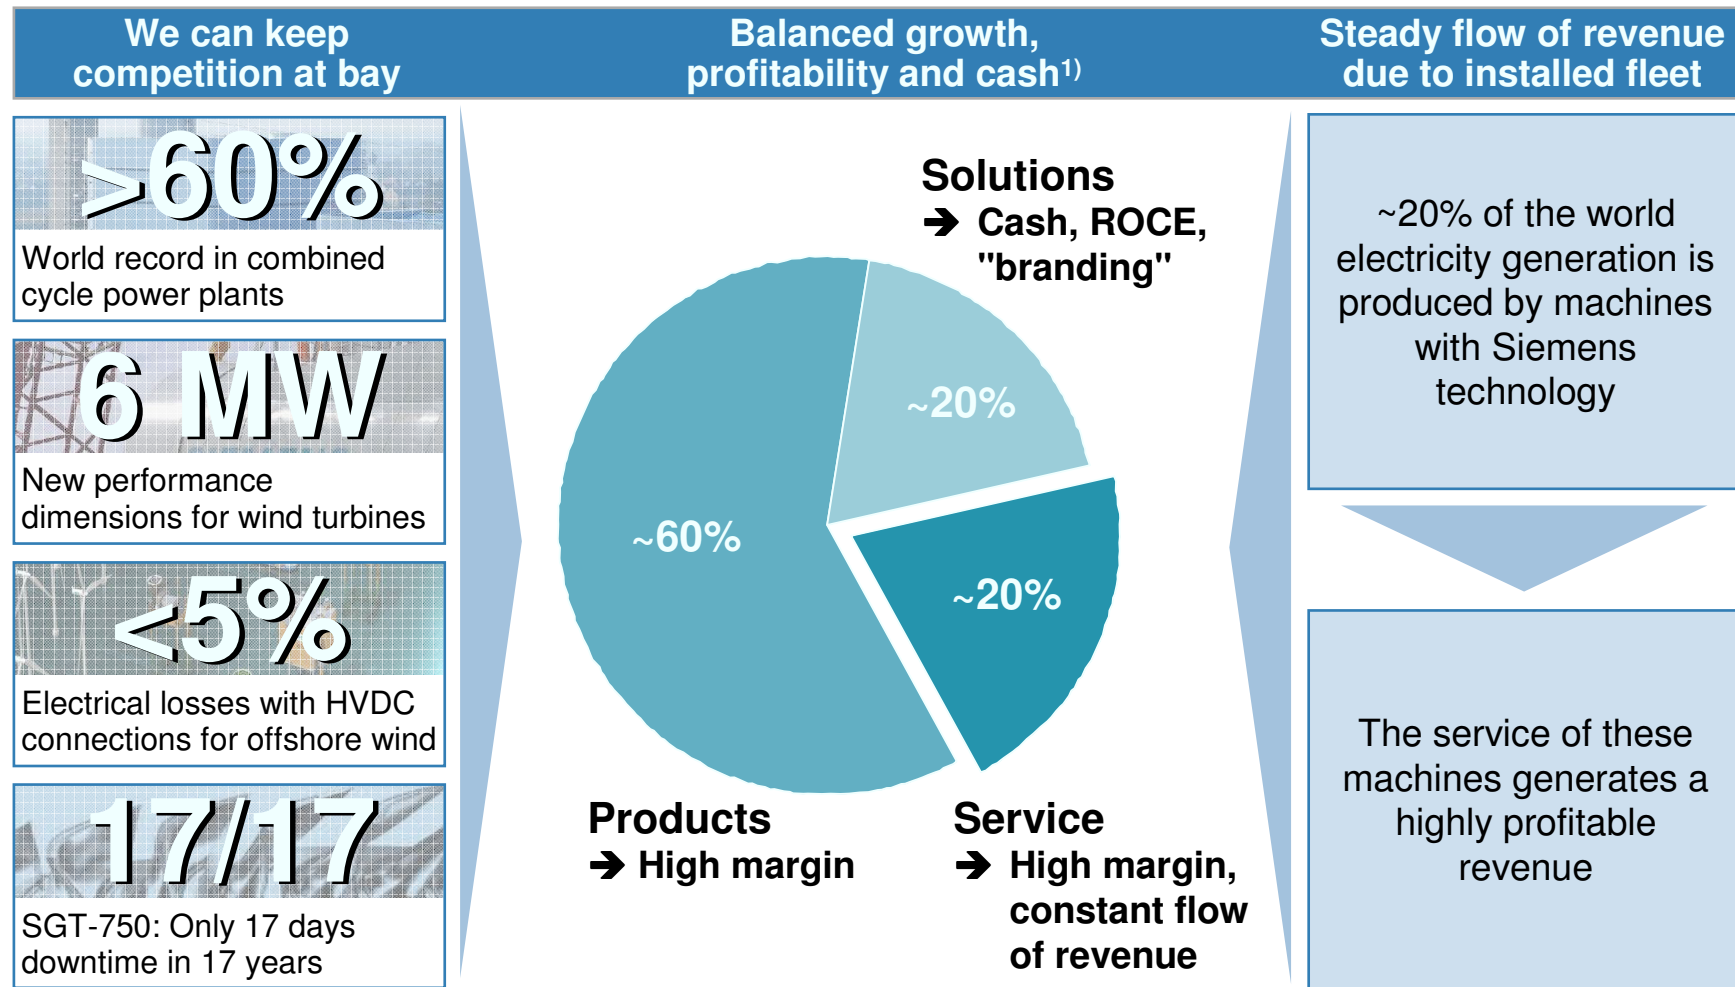 We can keep
competition at bay
Balanced growth,
profitability and cash1)
Steady flow of revenue
due to installed fleet
>60%
World record in combined
cycle power plants
6 MW
New performance
dimensions for wind turbines
<5%
Electrical losses with HVDC
connections for offshore wind
17/17
SGT-750: Only 17 days
downtime in 17 years
Solutions
➔ Cash, ROCE,
"branding"
~20%
~60%
~20%
Products
➔ High margin
Service
➔ High margin,
constant flow
of revenue
~20% of the world
electricity generation is
produced by machines
with Siemens
technology
The service of these
machines generates a
highly profitable
revenue